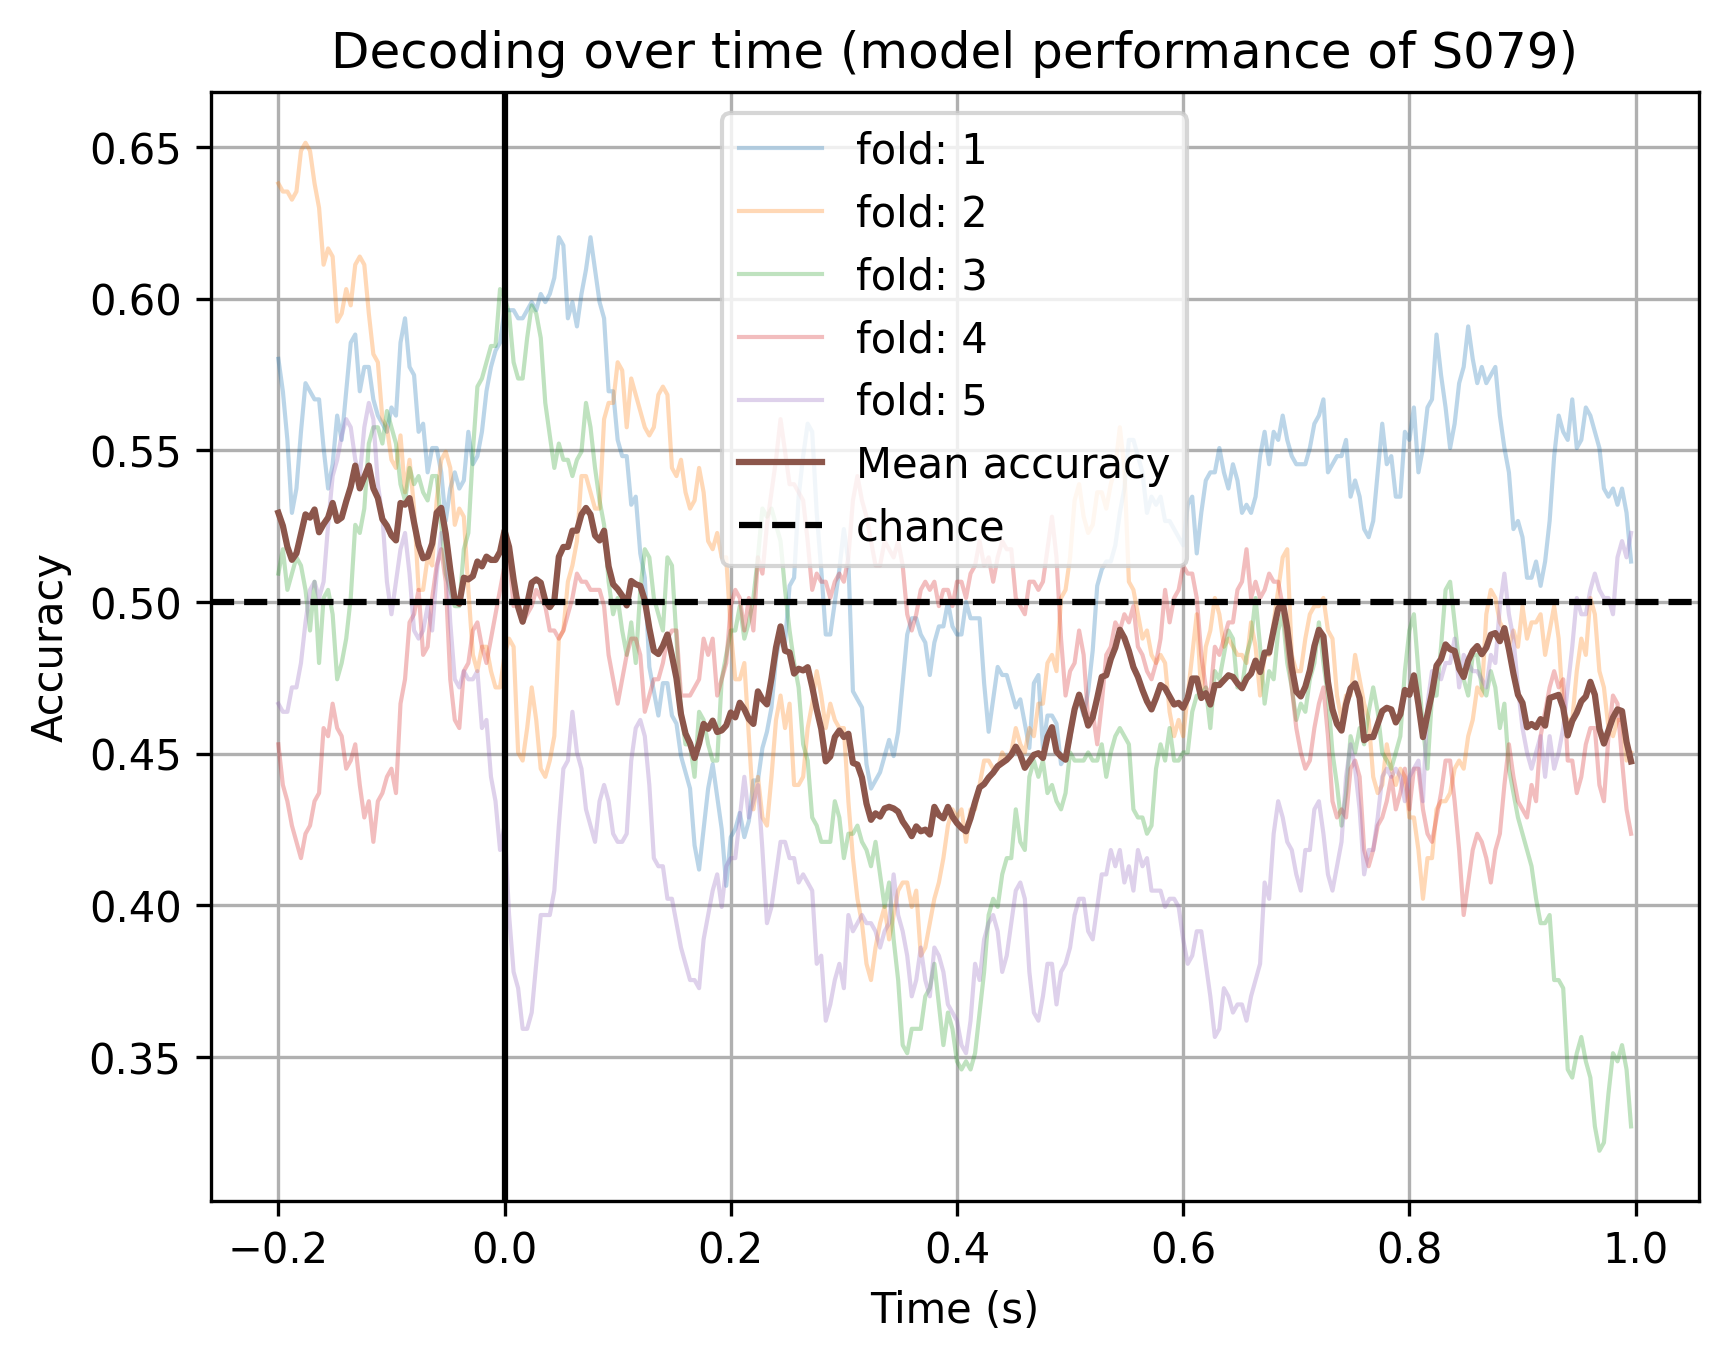 Decoding over time (model performance of S079)
fold: 1
fold: 2
fold: 3
fold: 4
fold: 5
Mean accuracy
chance
Accuracy
0.65
0.60
0.55
0.50
0.45
0.40
0.35
−0.2 0.0 0.2 0.4 0.6 0.8 1.0
Time (s)